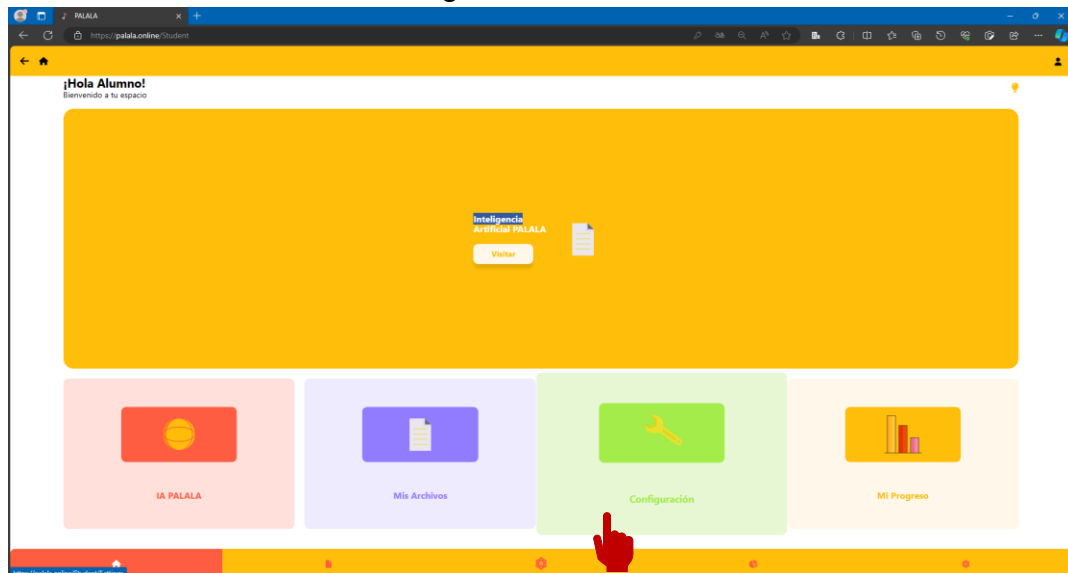 PALALA
https://palala.online/Student
¡Hola Alumno!
Bienvenido a tu espacio
Inteligencia
Artificial PALALA
Visitar
IA PALALA
Mis Archivos
Configuración
Mi Progreso